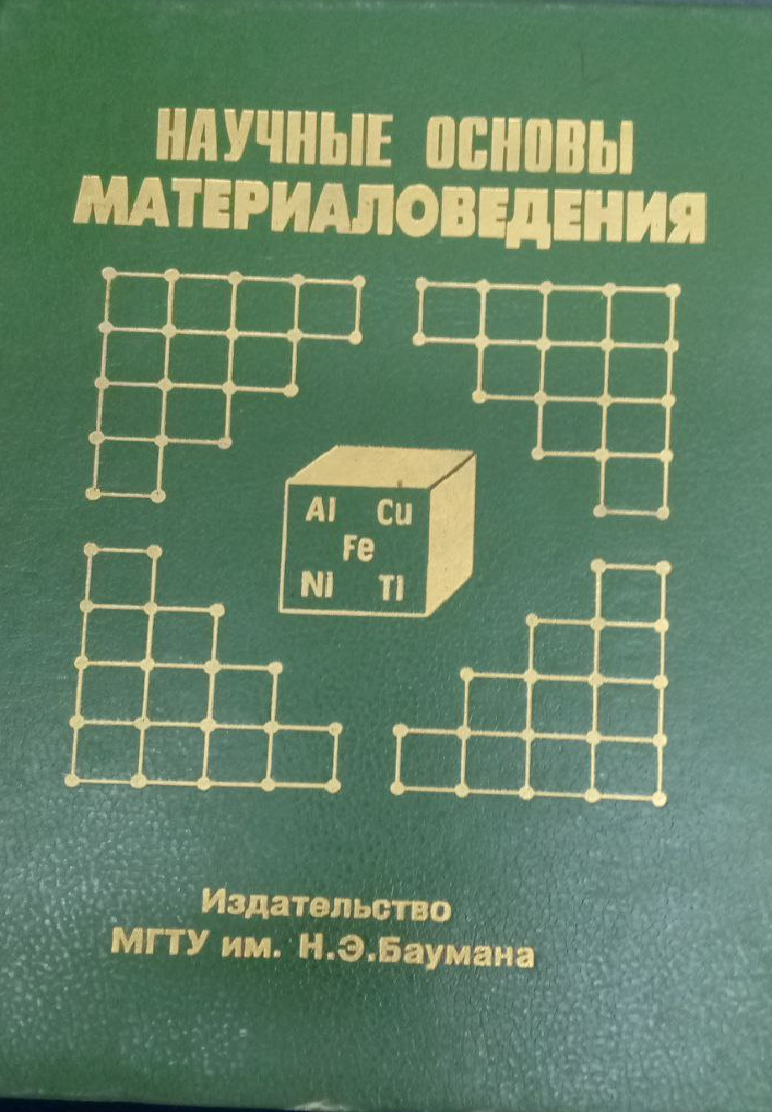 НАУЧНЫЕ ОСНОВЫ
МАТЕРИАЛОВЕДЕНИЯ
Al Cu
Fe
Ni Ti
Издательство
МГТУ им. Н.Э.Баумана